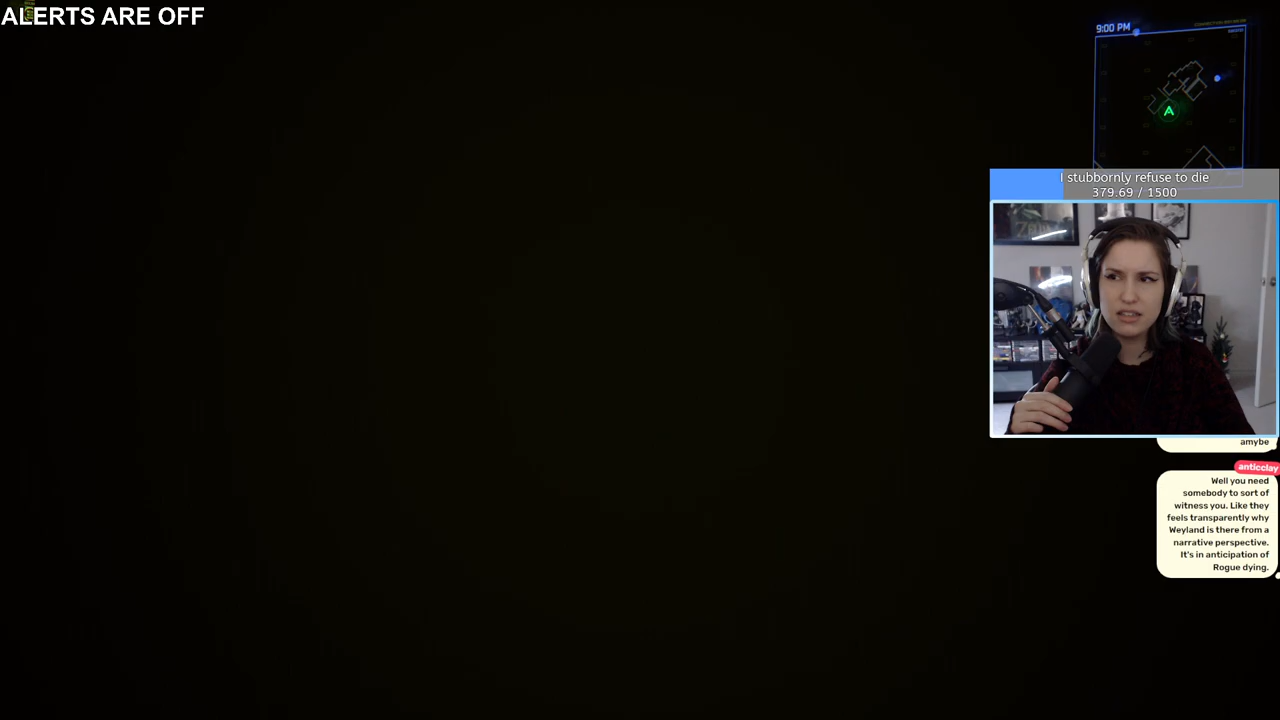 ALERTS ARE OFF
9:00 PM
I stubbornly refuse to die
379.69 / 1500
amybe
anticclay
Well you need
somebody to sort of
witness you. Like they
feels transparently why
Weyland is there from a
narrative perspective.
It's in anticipation of
Rogue dying.